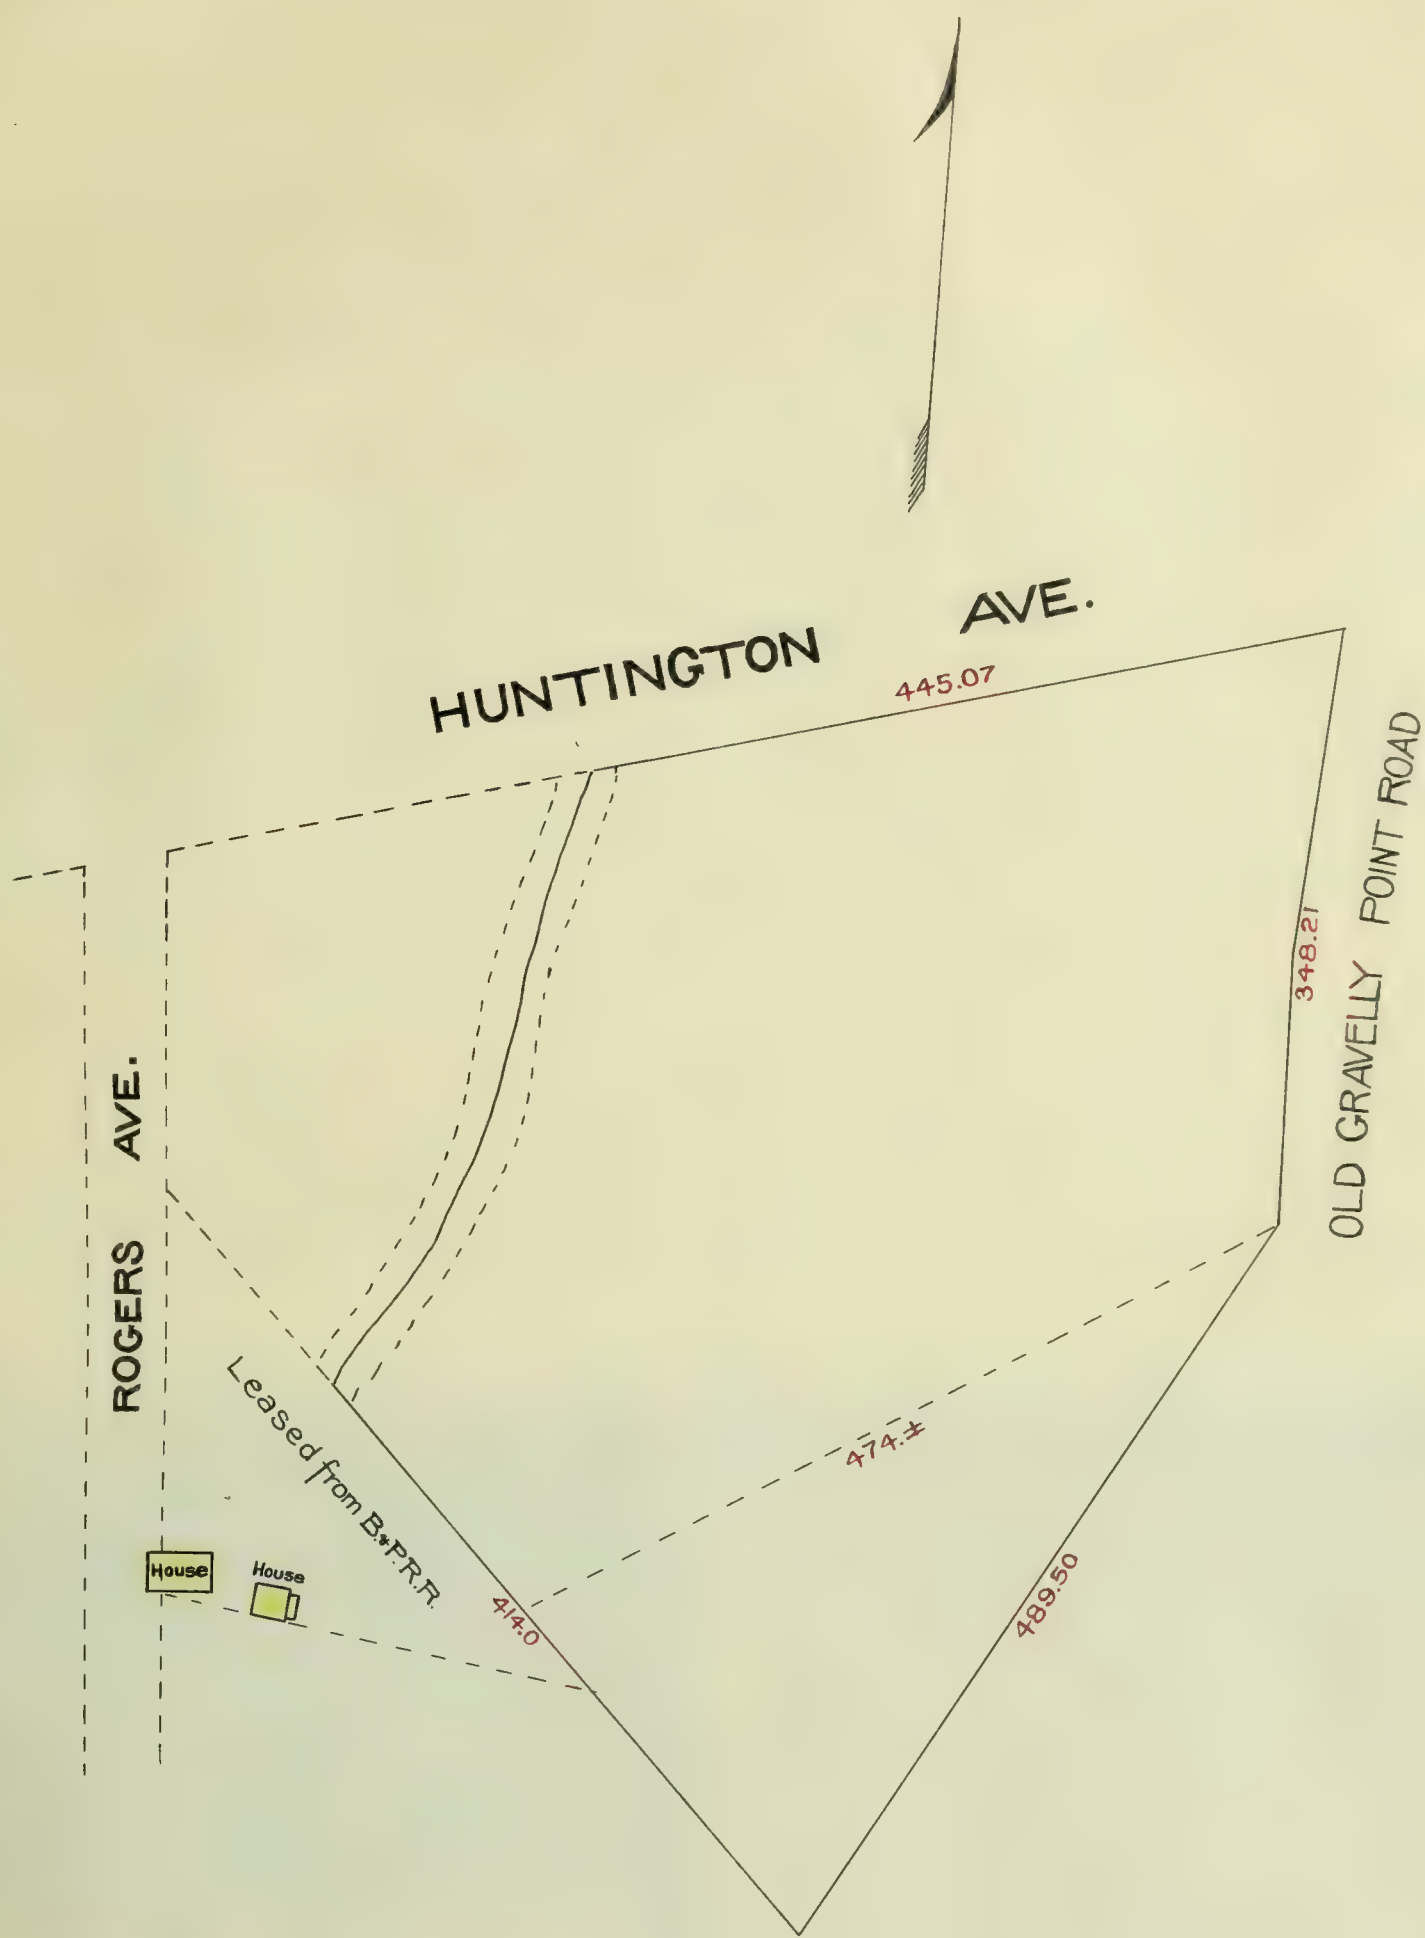 HUNTINGTON AVE.
445.07
348.21
OLD GRAVELLY POINT ROAD
ROGERS AVE.
Leased from B.&P.R.R.
474.±
House
House
414.0
489.50